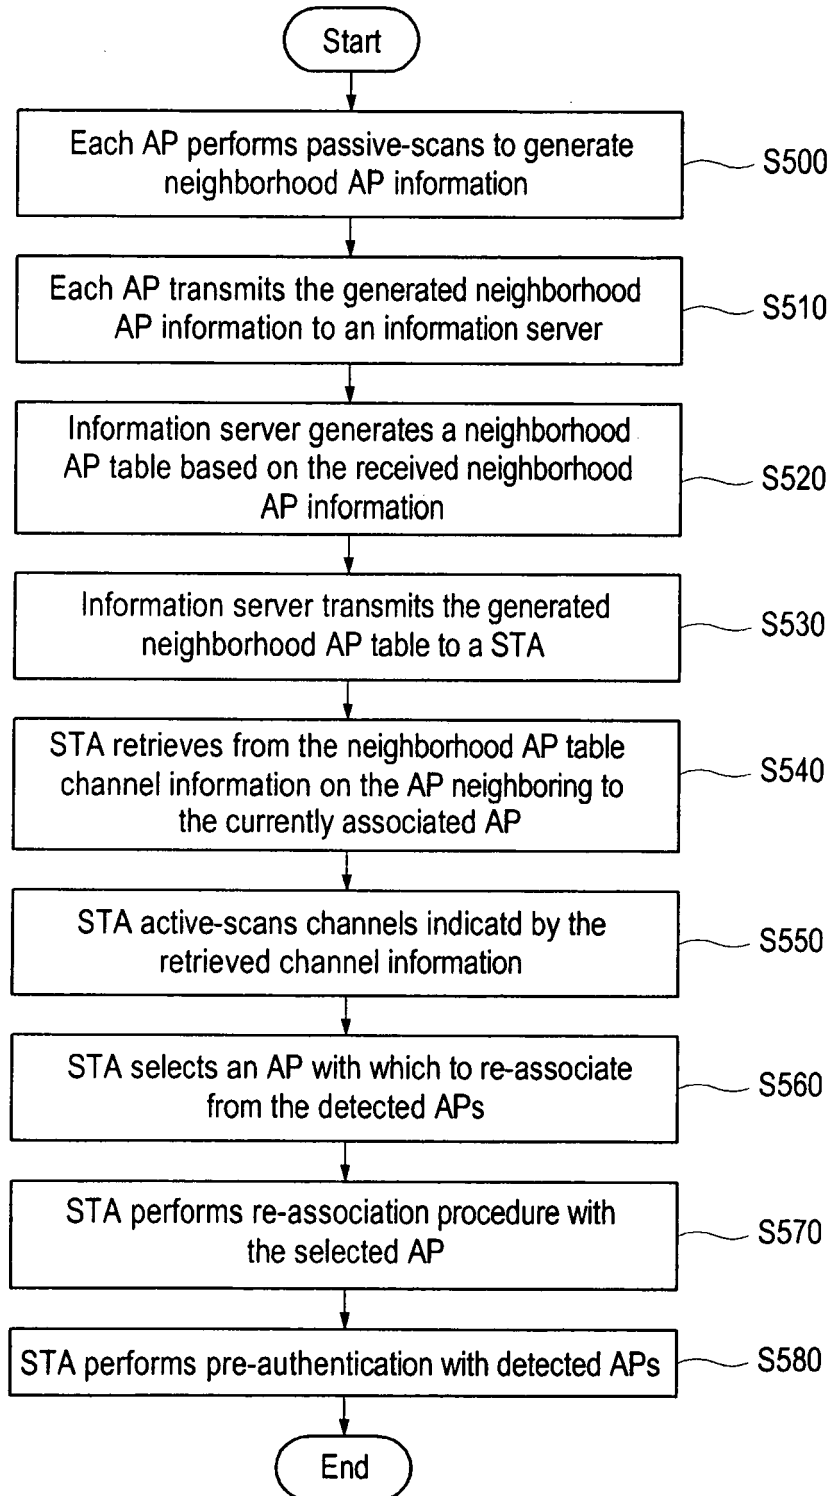 Start
Each AP performs passive-scans to generate
neighborhood AP information
S500
Each AP transmits the generated neighborhood
AP information to an information server
S510
Information server generates a neighborhood
AP table based on the received neighborhood
AP information
S520
Information server transmits the generated
neighborhood AP table to a STA
S530
STA retrieves from the neighborhood AP table
channel information on the AP neighboring to
the currently associated AP
S540
STA active-scans channels indicatd by the
retrieved channel information
S550
STA selects an AP with which to re-associate
from the detected APs
S560
STA performs re-association procedure with
the selected AP
S570
STA performs pre-authentication with detected APs
S580
End